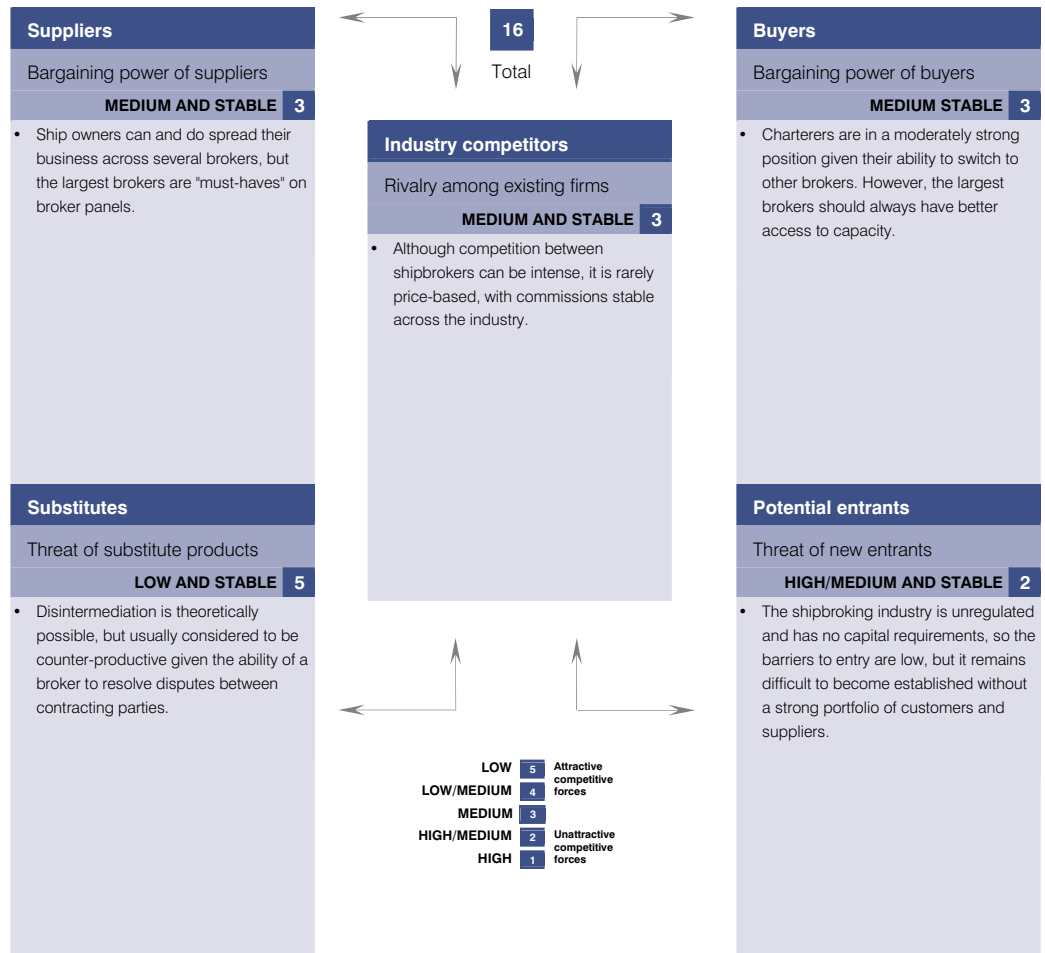 Suppliers
Bargaining power of suppliers
MEDIUM AND STABLE 3
• Ship owners can and do spread their
business across several brokers, but
the largest brokers are "must-haves" on
broker panels.
16
Total
Industry competitors
Rivalry among existing firms
MEDIUM AND STABLE 3
• Although competition between
shipbrokers can be intense, it is rarely
price-based, with commissions stable
across the industry.
Buyers
Bargaining power of buyers
MEDIUM STABLE 3
• Charterers are in a moderately strong
position given their ability to switch to
other brokers. However, the largest
brokers should always have better
access to capacity.
Substitutes
Threat of substitute products
LOW AND STABLE 5
• Disintermediation is theoretically
possible, but usually considered to be
counter-productive given the ability of a
broker to resolve disputes between
contracting parties.
Potential entrants
Threat of new entrants
HIGH/MEDIUM AND STABLE 2
• The shipbroking industry is unregulated
and has no capital requirements, so the
barriers to entry are low, but it remains
difficult to become established without
a strong portfolio of customers and
suppliers.
LOW 5
LOW/MEDIUM 4
MEDIUM 3
HIGH/MEDIUM 2
HIGH 1
Attractive
competitive
forces
Unattractive
competitive
forces